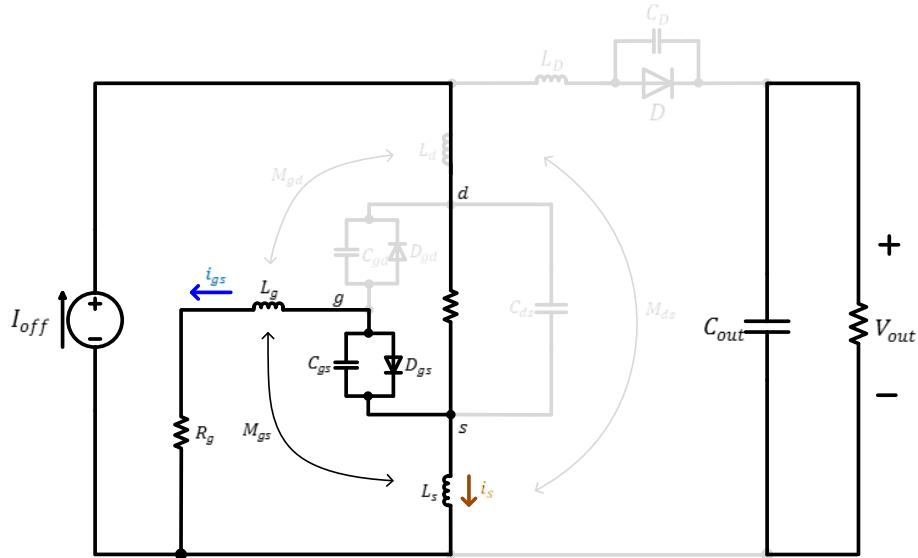 C_D
L_D
D
L_d
M_gd
d
C_gd
D_gd
C_ds
M_ds
i_gs
L_g
g
+
I_off
+
−
C_out
V_out
C_gs
D_gs
−
R_g
M_gs
s
L_s
i_s